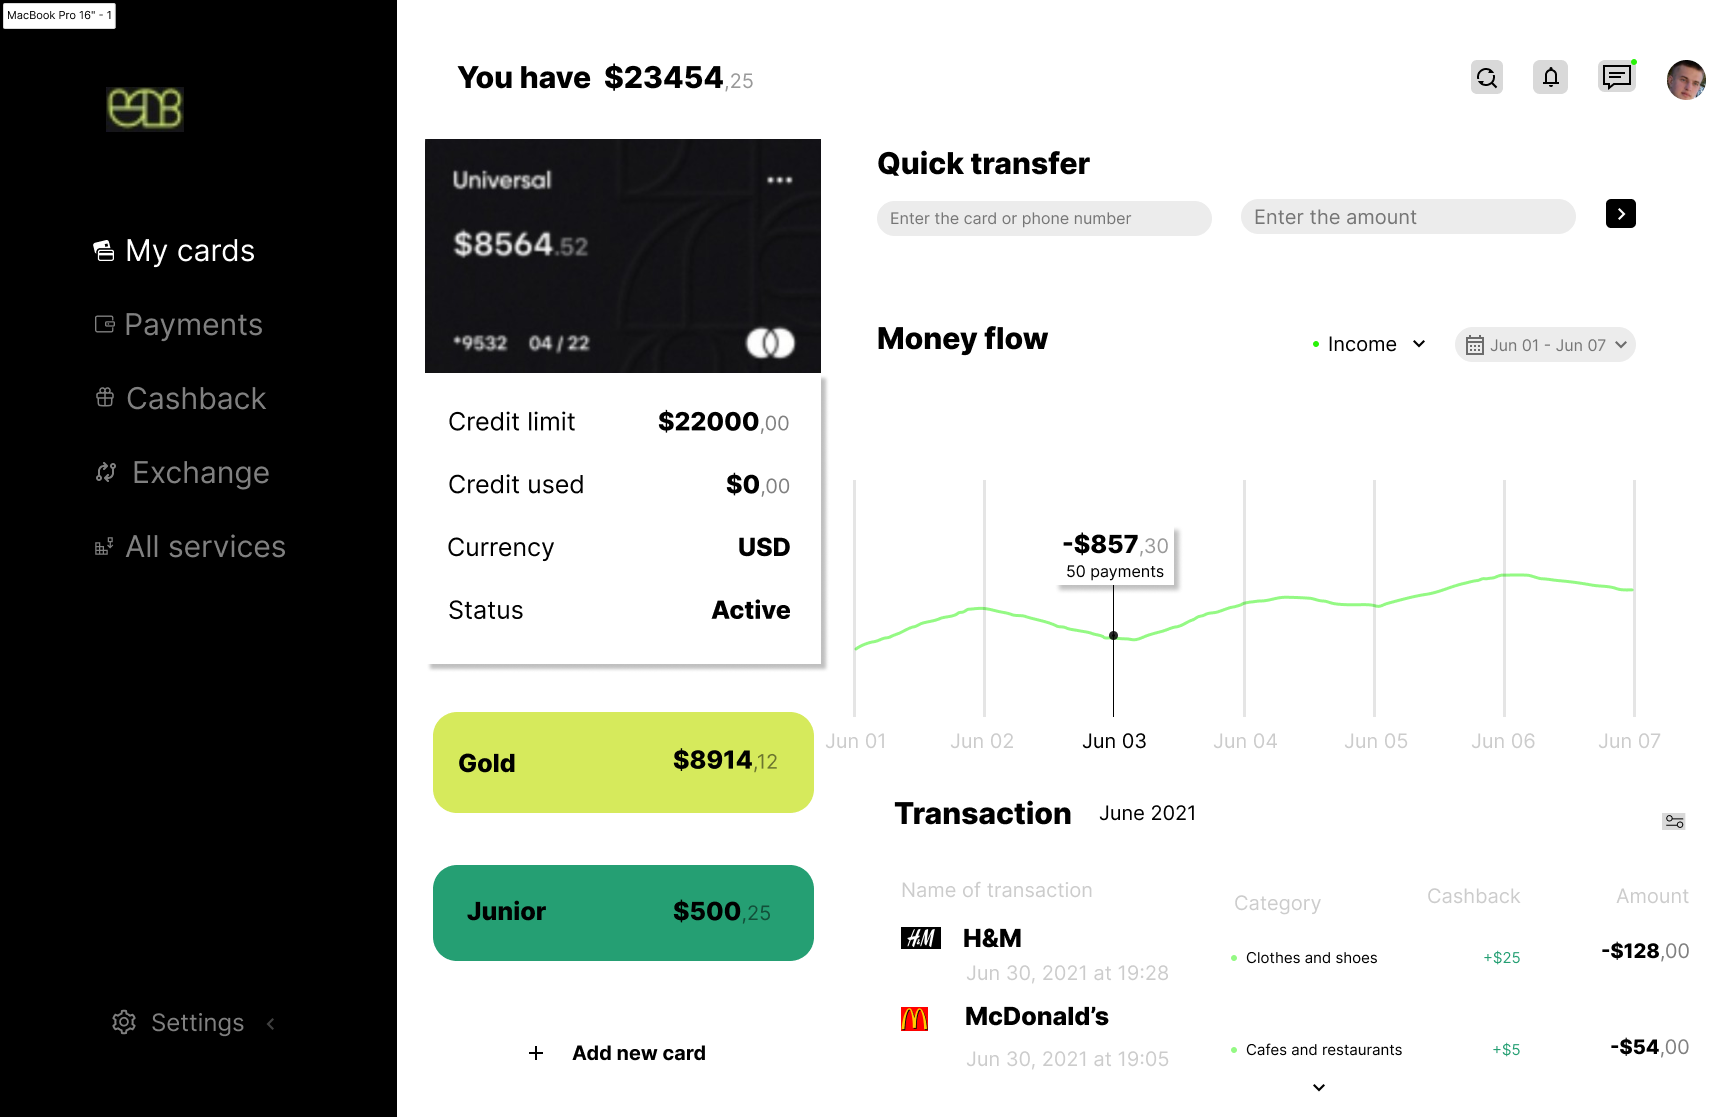 MacBook Pro 16" - 1
My cards
Payments
Cashback
Exchange
All services
Settings
You have $23454,25
Universal
$8564.52
*9532 04 / 22
Credit limit $22000,00
Credit used $0,00
Currency USD
Status Active
Gold $8914,12
Junior $500,25
+ Add new card
Quick transfer
Enter the card or phone number Enter the amount
Money flow Income Jun 01 - Jun 07
-$857,30
50 payments
Jun 01 Jun 02 Jun 03 Jun 04 Jun 05 Jun 06 Jun 07
Transaction June 2021
Name of transaction Category Cashback Amount
H&M H&M Clothes and shoes +$25 -$128,00
Jun 30, 2021 at 19:28
McDonald's Cafes and restaurants +$5 -$54,00
Jun 30, 2021 at 19:05